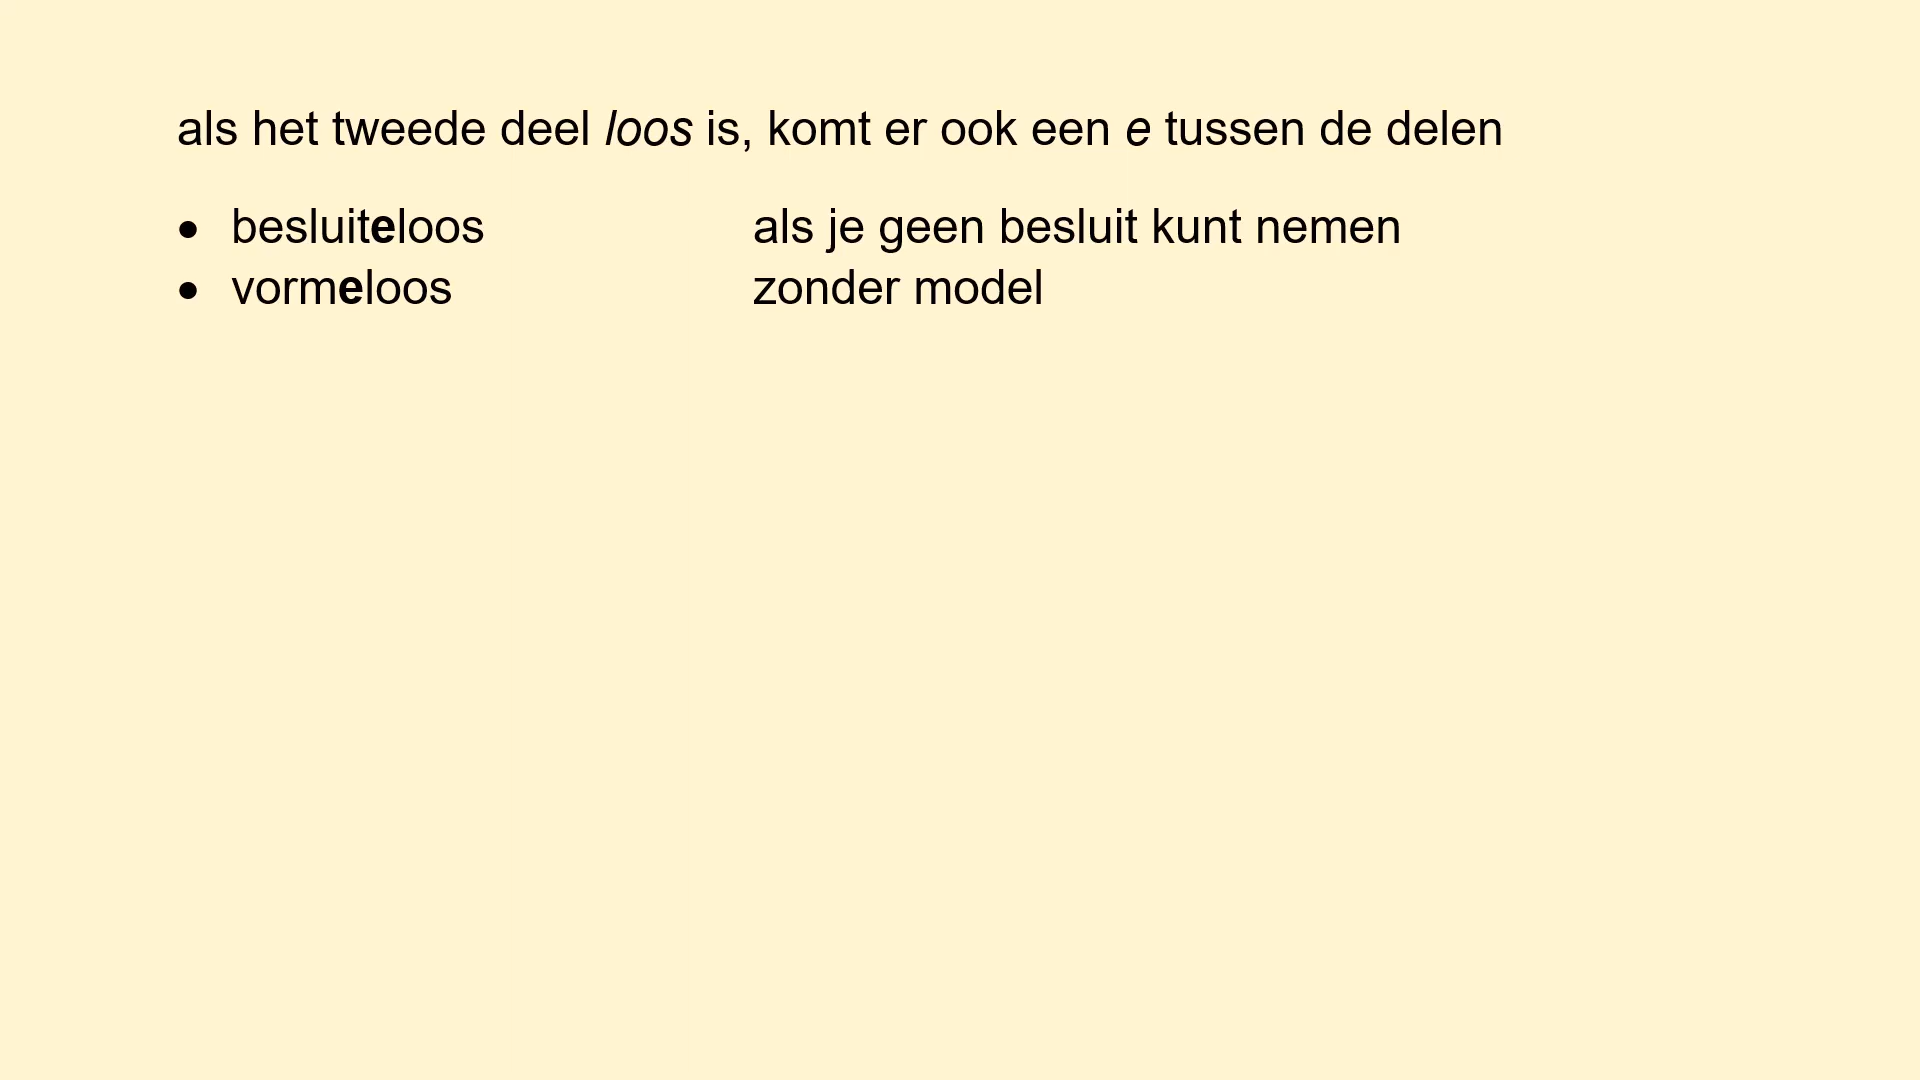 als het tweede deel loos is, komt er ook een e tussen de delen
● besluiteloos als je geen besluit kunt nemen
● vormeloos zonder model